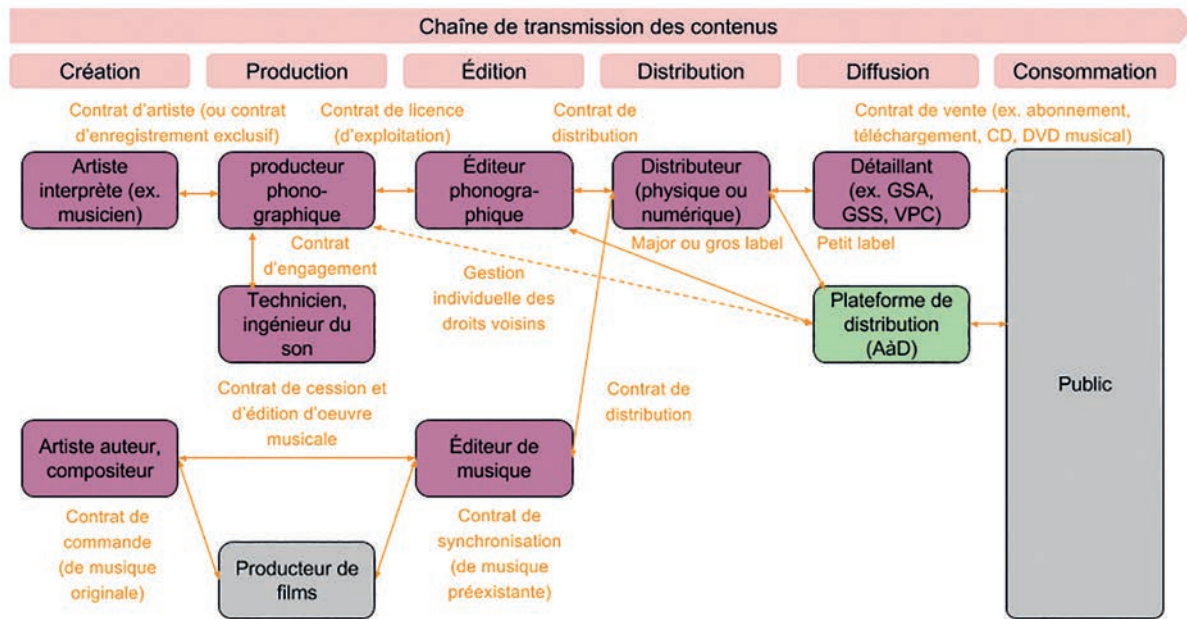 Chaîne de transmission des contenus
Création
Production
Édition
Distribution
Diffusion
Consommation
Contrat d'artiste (ou contrat
d'enregistrement exclusif)
Contrat de licence
(d'exploitation)
Contrat de
distribution
Contrat de vente (ex. abonnement,
téléchargement, CD, DVD musical)
Artiste
interprète (ex.
musicien)
producteur
phono-
graphique
Éditeur
phonogra-
phique
Distributeur
(physique ou
numérique)
Détaillant
(ex. GSA,
GSS, VPC)
Public
Contrat
d'engagement
Gestion
individuelle des
droits voisins
Major ou gros label
Petit label
Technicien,
ingénieur du
son
Plateforme de
distribution
(AàD)
Contrat de cession et
d'édition d'oeuvre
musicale
Contrat de
distribution
Artiste auteur,
compositeur
Éditeur de
musique
Contrat de
commande
(de musique
originale)
Producteur de
films
Contrat de
synchronisation
(de musique
préexistante)